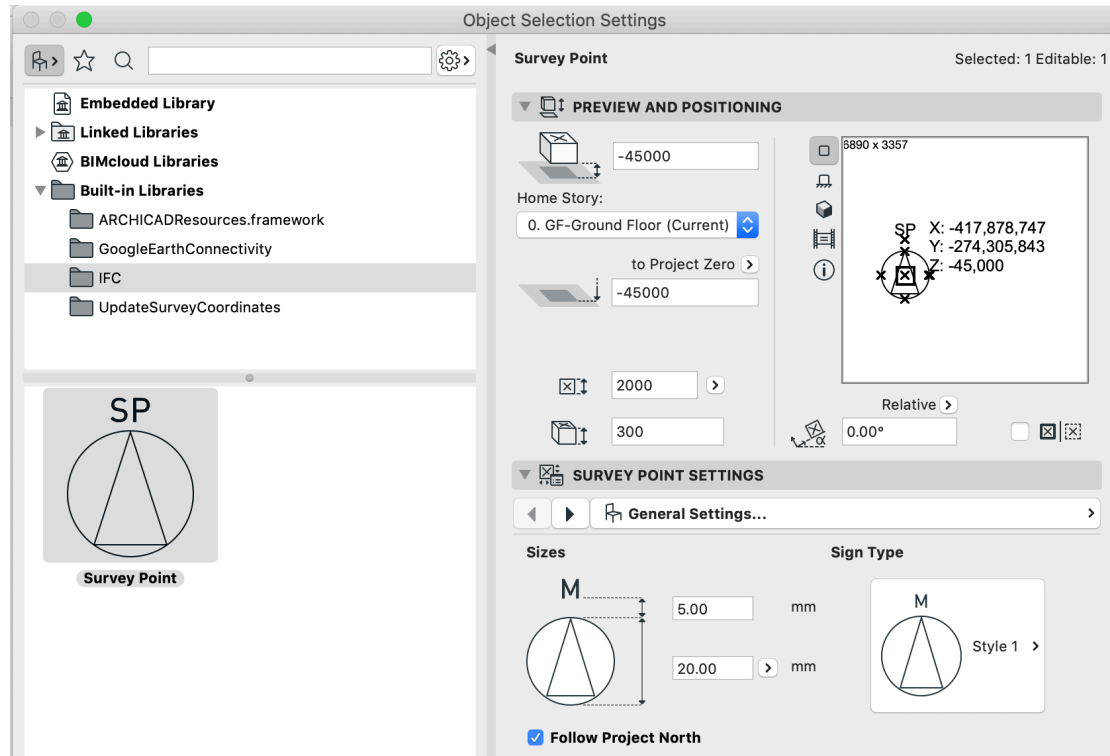 Object Selection Settings
Embedded Library
Linked Libraries
BIMcloud Libraries
Built-in Libraries
ARCHICADResources.framework
GoogleEarthConnectivity
IFC
UpdateSurveyCoordinates
SP
Survey Point
Survey Point
Selected: 1 Editable: 1
PREVIEW AND POSITIONING
-45000
Home Story:
0. GF-Ground Floor (Current)
to Project Zero
-45000
2000
300
6890 x 3357
SP
X: -417,878,747
Y: -274,305,843
Z: -45,000
Relative
α
0.00°
SURVEY POINT SETTINGS
General Settings...
Sizes
Sign Type
M
5.00 mm
20.00 mm
M
Style 1
Follow Project North